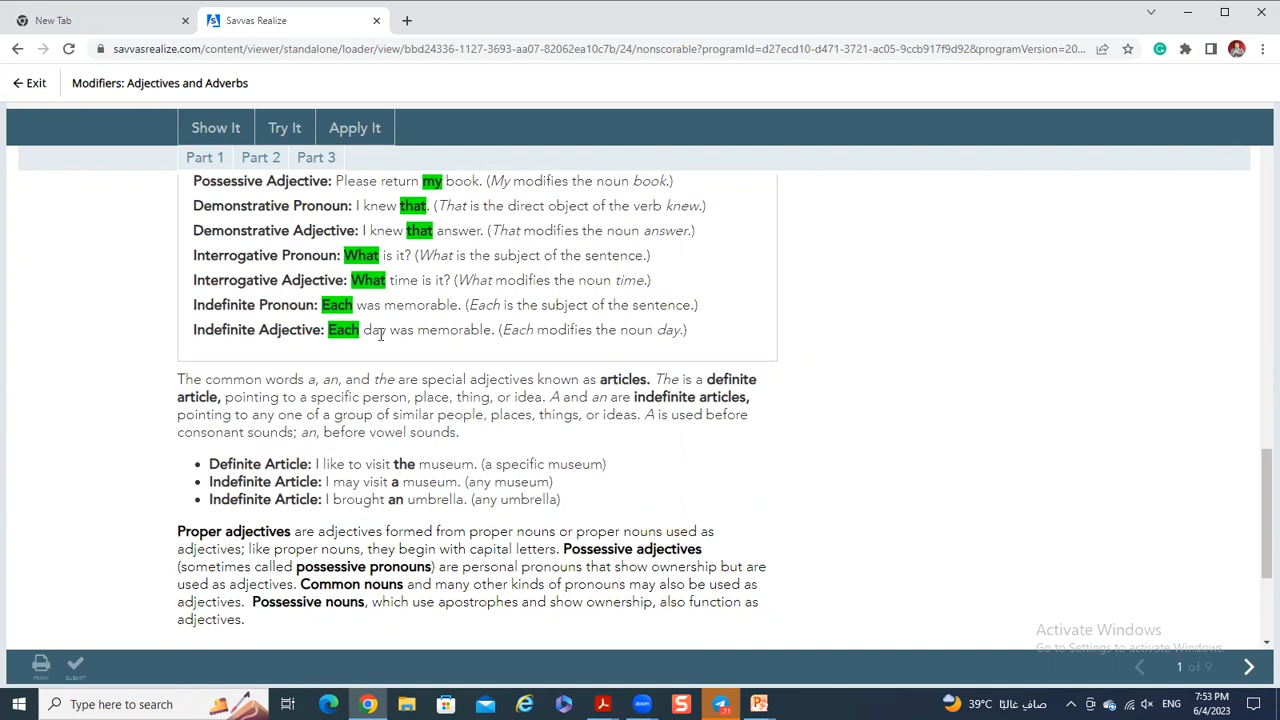 New Tab
Savvas Realize
savvasrealize.com/content/viewer/standalone/loader/view/bbd24336-1127-3693-aa07-82062ea10c7b/24/nonscorable?programId=d27ecd10-d471-3721-ac05-9ccb917f9d92&programVersion=20...
Exit
Modifiers: Adjectives and Adverbs
Show It Try It Apply It
Part 1 Part 2 Part 3
Possessive Adjective: Please return my book. (My modifies the noun book.)
Demonstrative Pronoun: I knew that. (That is the direct object of the verb knew.)
Demonstrative Adjective: I knew that answer. (That modifies the noun answer.)
Interrogative Pronoun: What is it? (What is the subject of the sentence.)
Interrogative Adjective: What time is it? (What modifies the noun time.)
Indefinite Pronoun: Each was memorable. (Each is the subject of the sentence.)
Indefinite Adjective: Each day was memorable. (Each modifies the noun day.)
The common words a, an, and the are special adjectives known as articles. The is a definite
article, pointing to a specific person, place, thing, or idea. A and an are indefinite articles,
pointing to any one of a group of similar people, places, things, or ideas. A is used before
consonant sounds; an, before vowel sounds.
• Definite Article: I like to visit the museum. (a specific museum)
• Indefinite Article: I may visit a museum. (any museum)
• Indefinite Article: I brought an umbrella. (any umbrella)
Proper adjectives are adjectives formed from proper nouns or proper nouns used as
adjectives; like proper nouns, they begin with capital letters. Possessive adjectives
(sometimes called possessive pronouns) are personal pronouns that show ownership but are
used as adjectives. Common nouns and many other kinds of pronouns may also be used as
adjectives. Possessive nouns, which use apostrophes and show ownership, also function as
adjectives.
Activate Windows
Go to Settings to activate Windows.
PRINT SUBMIT
1 of 9
Type here to search
39°C صافٍ غالبًا
ENG
7:53 PM
6/4/2023